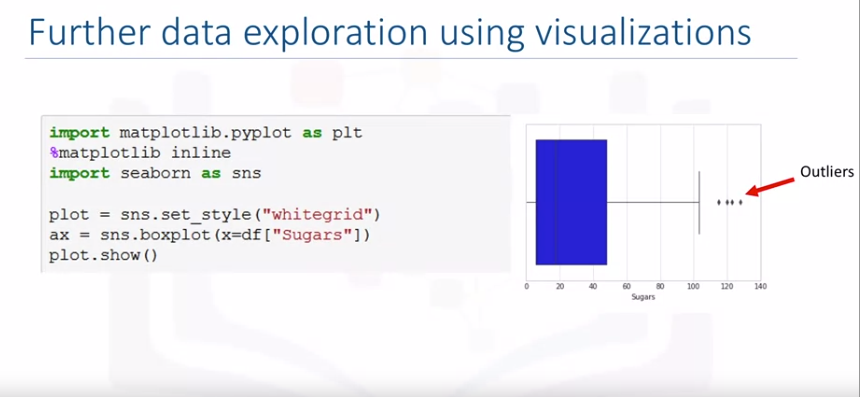 Further data exploration using visualizations
import matplotlib.pyplot as plt
%matplotlib inline
import seaborn as sns
plot = sns.set_style("whitegrid")
ax = sns.boxplot(x=df["Sugars"])
plot.show()
Outliers
0 20 40 60 80 100 120 140
Sugars